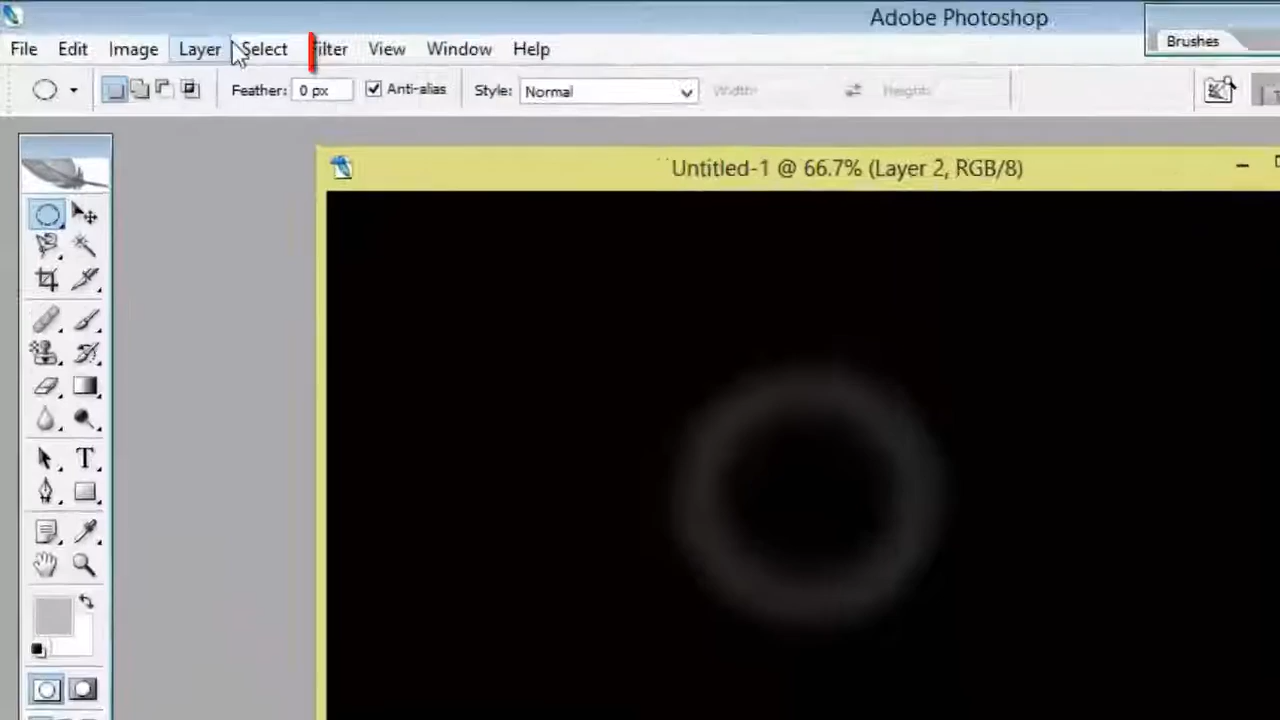 Adobe Photoshop
File Edit Image Layer Select Filter View Window Help
Brushes
Feather: 0 px Anti-alias Style: Normal Width: Height:
Untitled-1 @ 66.7% (Layer 2, RGB/8)
T